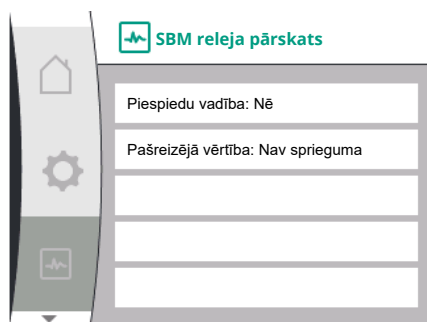 SBM releja pārskats
Piespiedu vadība: Nē
Pašreizējā vērtība: Nav sprieguma